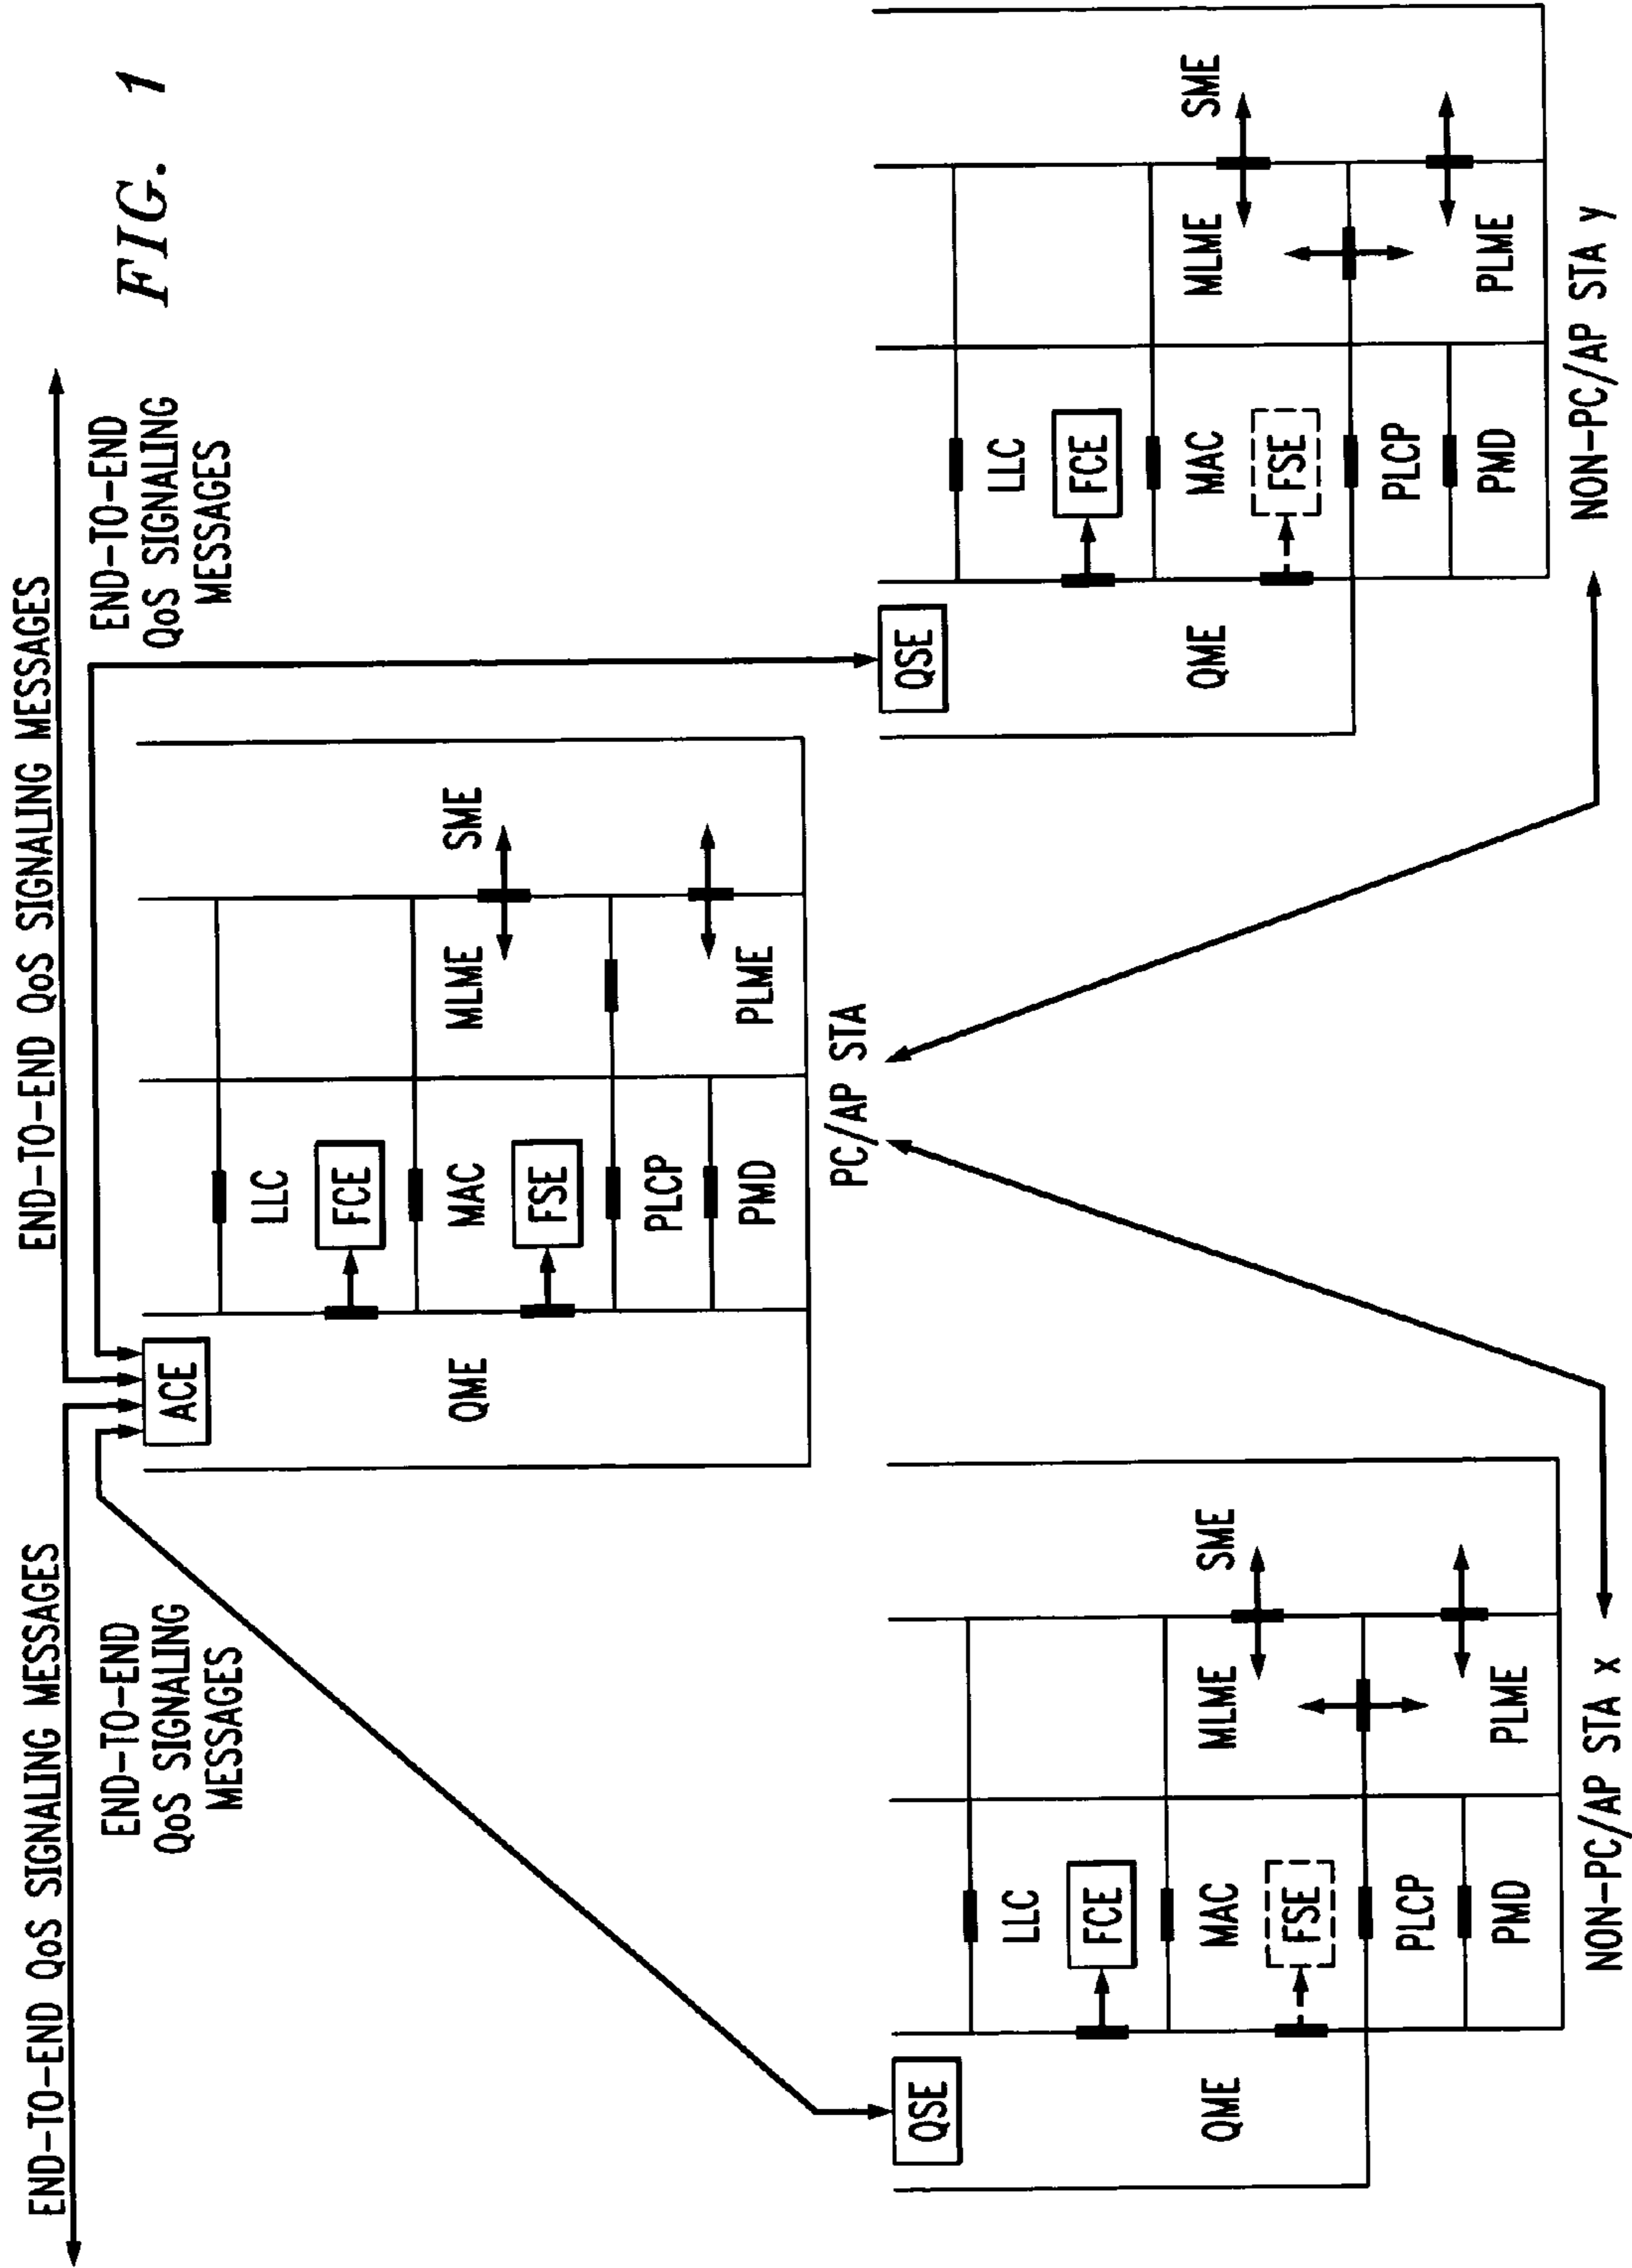 FIG. 1
END-TO-END QoS SIGNALING MESSAGES
END-TO-END QoS SIGNALING MESSAGES
END-TO-END
QoS SIGNALING
MESSAGES
END-TO-END
QoS SIGNALING
MESSAGES
ACE
QME
LLC
FCE
MAC
FSE
PLCP
PMD
MLME
SME
PLME
PC/AP STA
QSE
QME
LLC
FCE
MAC
FSE
PLCP
PMD
MLME
SME
PLME
NON-PC/AP STA x
QSE
QME
LLC
FCE
MAC
FSE
PLCP
PMD
MLME
SME
PLME
NON-PC/AP STA y